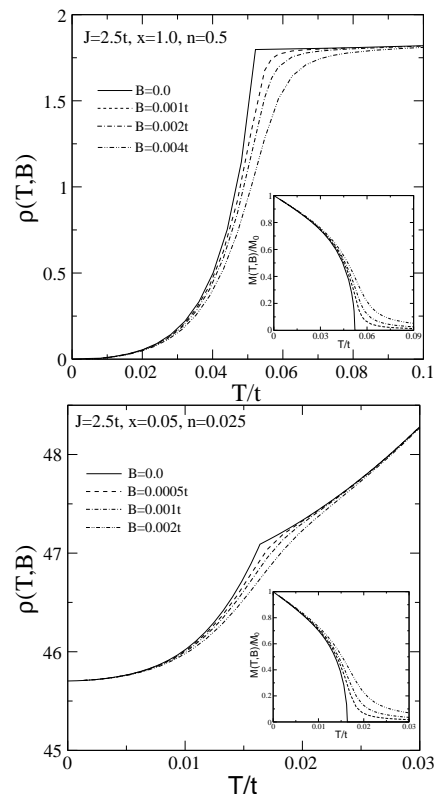 J=2.5t, x=1.0, n=0.5
B=0.0
B=0.001t
B=0.002t
B=0.004t
ρ(T,B)
2
1.5
1
0.5
0
0 0.02 0.04 0.06 0.08 0.1
T/t
M(T,B)/M₀
1
0.8
0.6
0.4
0.2
0
0 0.03 0.06 0.09
T/t
J=2.5t, x=0.05, n=0.025
B=0.0
B=0.0005t
B=0.001t
B=0.002t
ρ(T,B)
48
47
46
45
0 0.01 0.02 0.03
T/t
M(T,B)/M₀
1
0.8
0.6
0.4
0.2
0
0 0.01 0.02 0.03
T/t